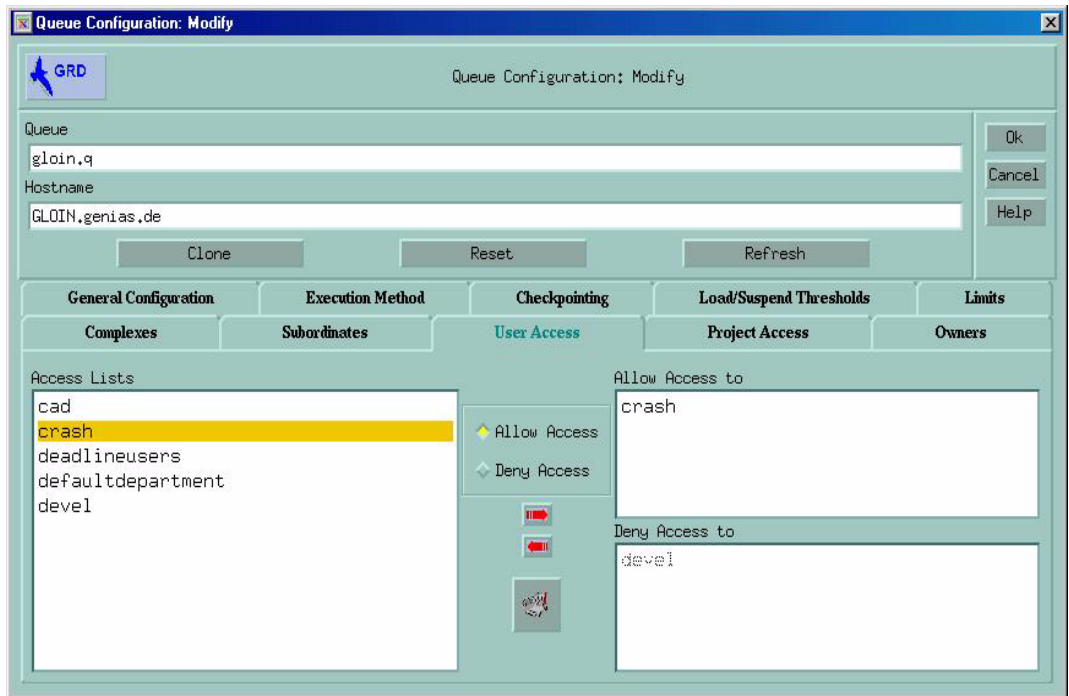 Queue Configuration: Modify
GRD
Queue Configuration: Modify
Queue
gloin.q
Hostname
GLOIN.genias.de
Ok
Cancel
Help
Clone Reset Refresh
General Configuration Execution Method Checkpointing Load/Suspend Thresholds Limits
Complexes Subordinates User Access Project Access Owners
Access Lists
cad
crash
deadlineusers
defaultdepartment
devel
Allow Access
Deny Access
Allow Access to
crash
Deny Access to
devel